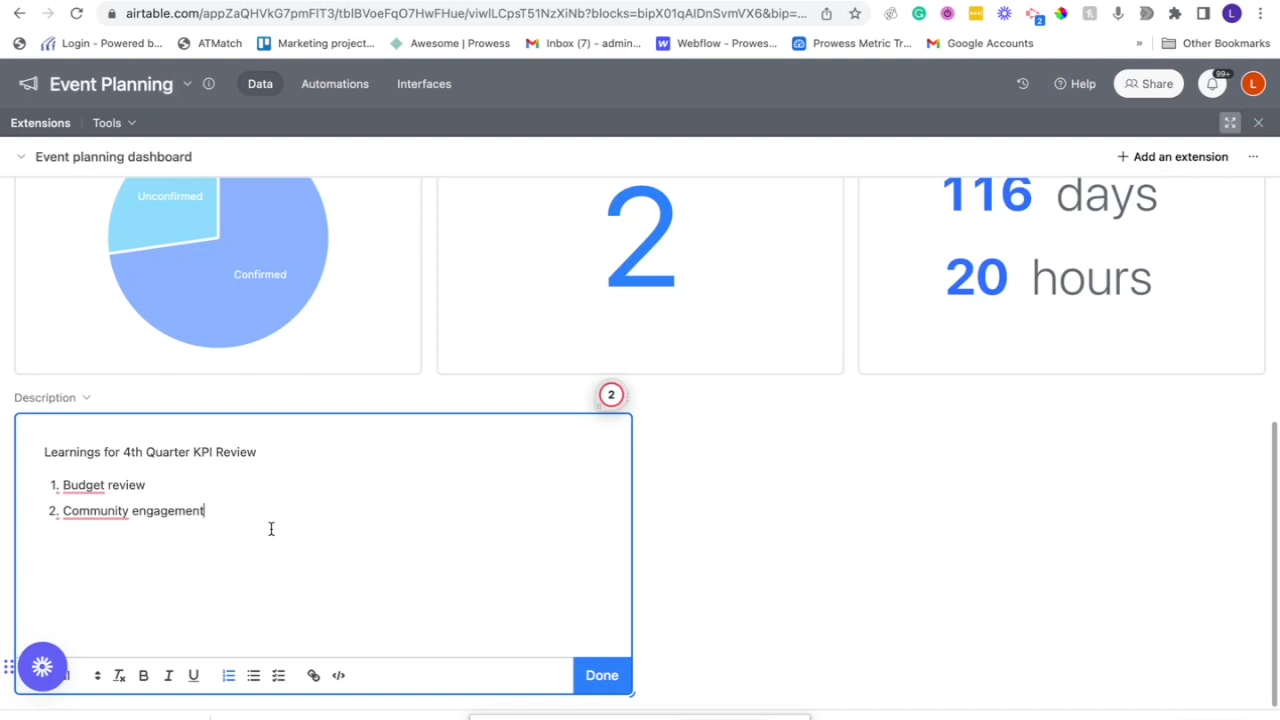 airtable.com/appZaQHVkG7pmFIT3/tblBVoeFqO7HwFHue/viwlLCpsT51NzXiNb?blocks=bipX01qAlDnSvmVX6&bip=...
2
L
Login - Powered b...
ATMatch
Marketing project...
Awesome | Prowess
Inbox (7) - admin...
Webflow - Prowes...
Prowess Metric Tr...
Google Accounts
»
Other Bookmarks
Event Planning
Data
Automations
Interfaces
Help
Share
99+
L
Extensions
Tools
Event planning dashboard
+ Add an extension
...
Unconfirmed
Confirmed
2
116 days
20 hours
Description
2
Learnings for 4th Quarter KPI Review
1. Budget review
2. Community engagement
B I U
</>
Done